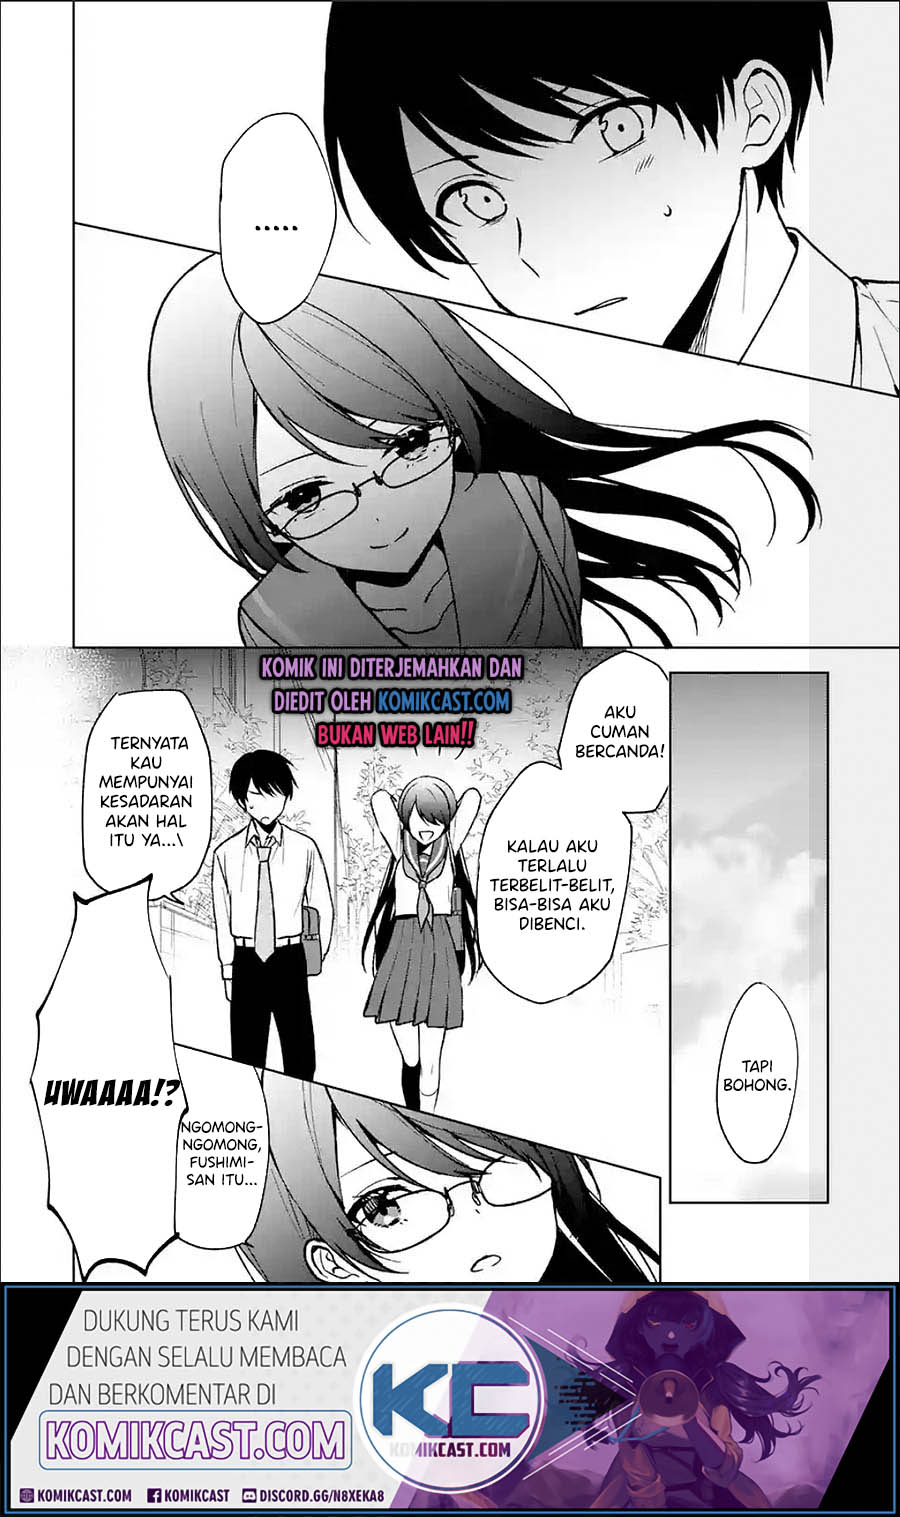 .....
TAPI
BOHONG.
AKU
CUMAN
BERCANDA!
KALAU AKU
TERLALU
TERBELIT-BELIT,
BISA-BISA AKU
DIBENCI.
KOMIK INI DITERJEMAHKAN DAN
DIEDIT OLEH KOMIKCAST.COM
BUKAN WEB LAIN!!
TERNYATA
KAU
MEMPUNYAI
KESADARAN
AKAN HAL
ITU YA...\
NGOMONG-
NGOMONG,
FUSHIMI-
SAN ITU...
UWAAAA!?
DUKUNG TERUS KAMI
DENGAN SELALU MEMBACA
DAN BERKOMENTAR DI
KOMIKCAST.COM
KC
KOMIKCAST.COM
KOMIKCAST.COM KOMIKCAST DISCORD.GG/N8XEKA8